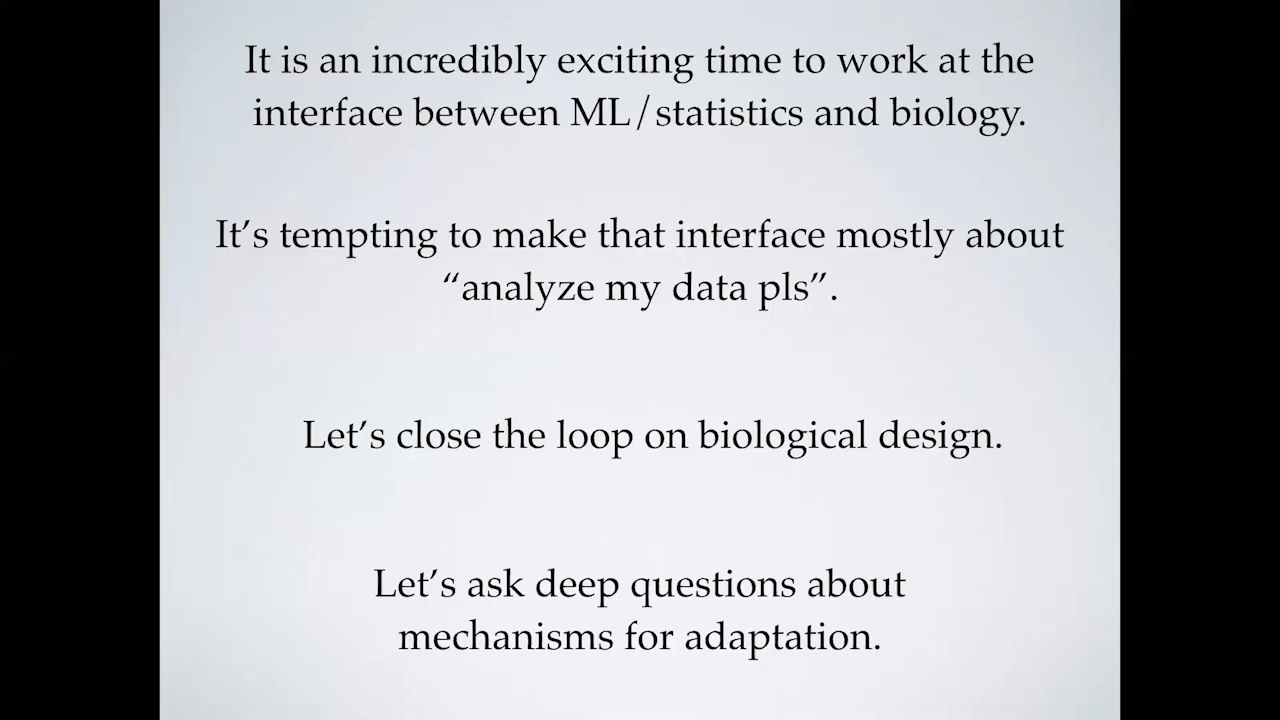 It is an incredibly exciting time to work at the
interface between ML/statistics and biology.
It’s tempting to make that interface mostly about
“analyze my data pls”.
Let’s close the loop on biological design.
Let’s ask deep questions about
mechanisms for adaptation.